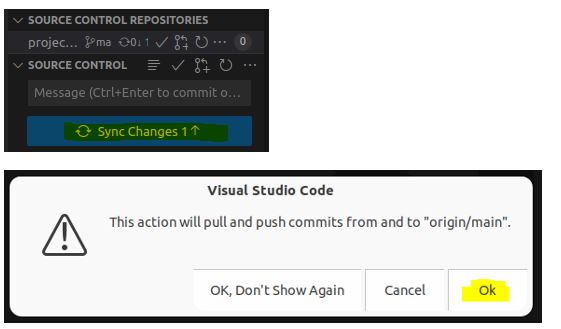 SOURCE CONTROL REPOSITORIES
projec... ma 0↓ 1 ... 0
SOURCE CONTROL ...
Message (Ctrl+Enter to commit o...
Sync Changes 1↑
Visual Studio Code
This action will pull and push commits from and to "origin/main".
OK, Don't Show Again Cancel Ok